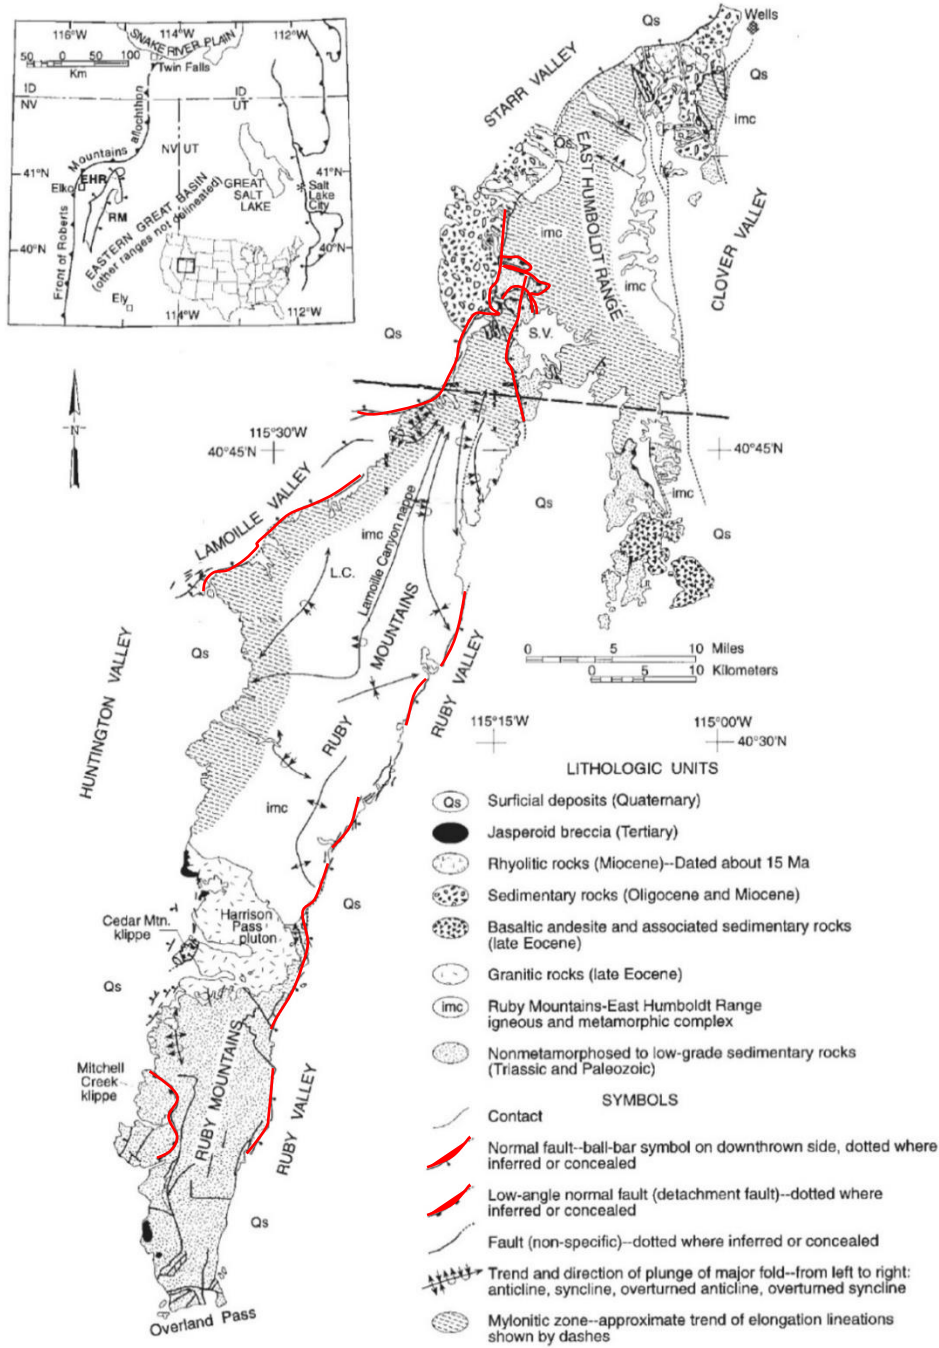 116°W
114°W
112°W
SNAKE RIVER PLAIN
50 0 50 100
Km
Twin Falls
ID
NV
ID
UT
allochthon
Mountains
NV UT
41°N
41°N
EHR
Elko
RM
GREAT
SALT
LAKE
Salt
Lake
City
EASTERN GREAT BASIN
(other ranges not delineated)
40°N
40°N
Front of Roberts
Ely
114°W
112°W
Wells
Qs
Qs
STARR VALLEY
imc
Qs
EAST HUMBOLDT RANGE
imc
imc
CLOVER VALLEY
Qs
S.V.
N
115°30'W
40°45'N
40°45'N
LAMOILLE VALLEY
imc
Qs
imc
Qs
Lamoille Canyon nappe
L.C.
MOUNTAINS
Qs
HUNTINGTON VALLEY
RUBY
RUBY VALLEY
0 5 10 Miles
0 5 10 Kilometers
115°15'W
115°00'W
40°30'N
imc
Qs
Cedar Mtn.
klippe
Harrison
Pass
pluton
Qs
Mitchell
Creek
klippe
RUBY MOUNTAINS
RUBY VALLEY
Qs
Overland Pass
LITHOLOGIC UNITS
Qs Surficial deposits (Quaternary)
Jasperoid breccia (Tertiary)
Rhyolitic rocks (Miocene)--Dated about 15 Ma
Sedimentary rocks (Oligocene and Miocene)
Basaltic andesite and associated sedimentary rocks
(late Eocene)
Granitic rocks (late Eocene)
imc Ruby Mountains-East Humboldt Range
igneous and metamorphic complex
Nonmetamorphosed to low-grade sedimentary rocks
(Triassic and Paleozoic)
SYMBOLS
Contact
Normal fault--ball-bar symbol on downthrown side, dotted where
inferred or concealed
Low-angle normal fault (detachment fault)--dotted where
inferred or concealed
Fault (non-specific)--dotted where inferred or concealed
Trend and direction of plunge of major fold--from left to right:
anticline, syncline, overturned anticline, overturned syncline
Mylonitic zone--approximate trend of elongation lineations
shown by dashes